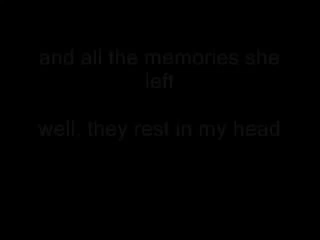 and all the memories she
left
well, they rest in my head